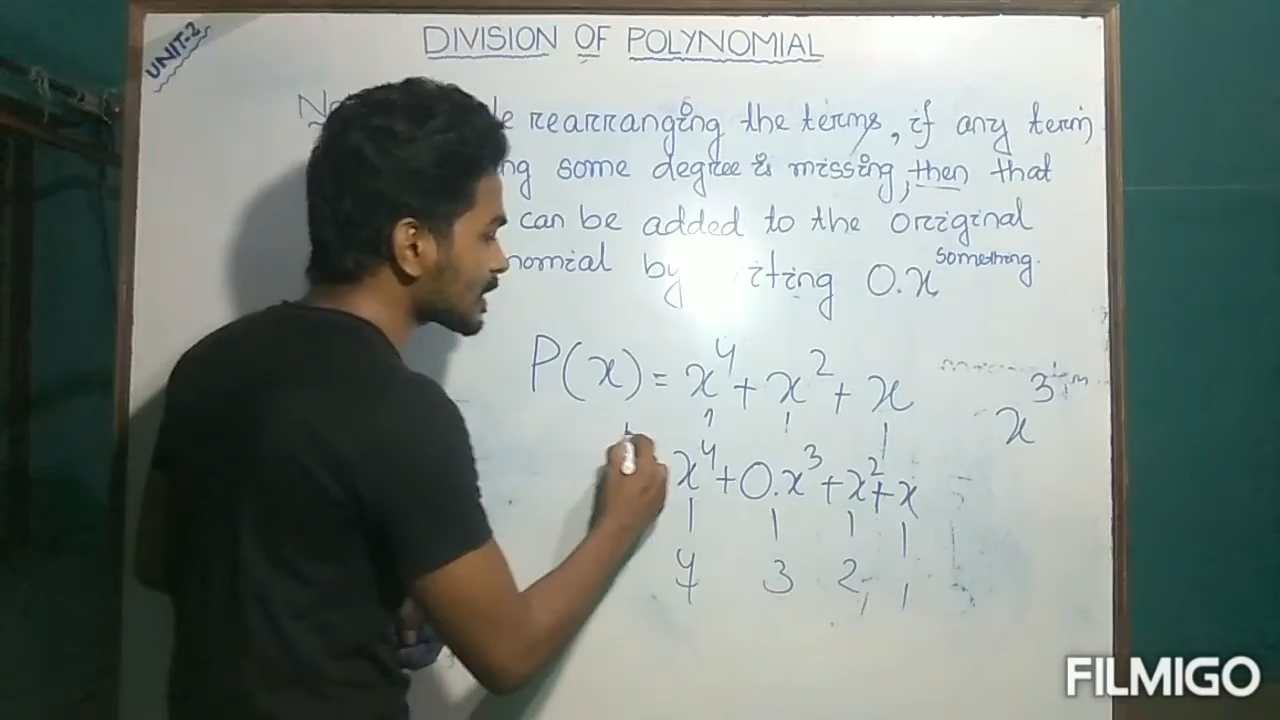 UNIT-2
DIVISION OF POLYNOMIAL
rearranging the terms, if any term
some degree is missing, then that
can be added to the original
by 0.x^something.
P(x) = x^4 + x^2 + x
x^3
x^4 + 0.x^3 + x^2 + x
4 3 2 1
FILMIGO